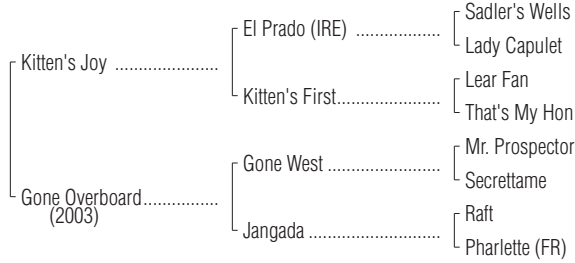 Sadler's Wells
El Prado (IRE) ..................
Lady Capulet
Kitten's Joy ......................
Lear Fan
Kitten's First......................
That's My Hon
Mr. Prospector
Gone West ........................
Secrettame
Gone Overboard................
(2003)
Raft
Jangada ............................
Pharlette (FR)